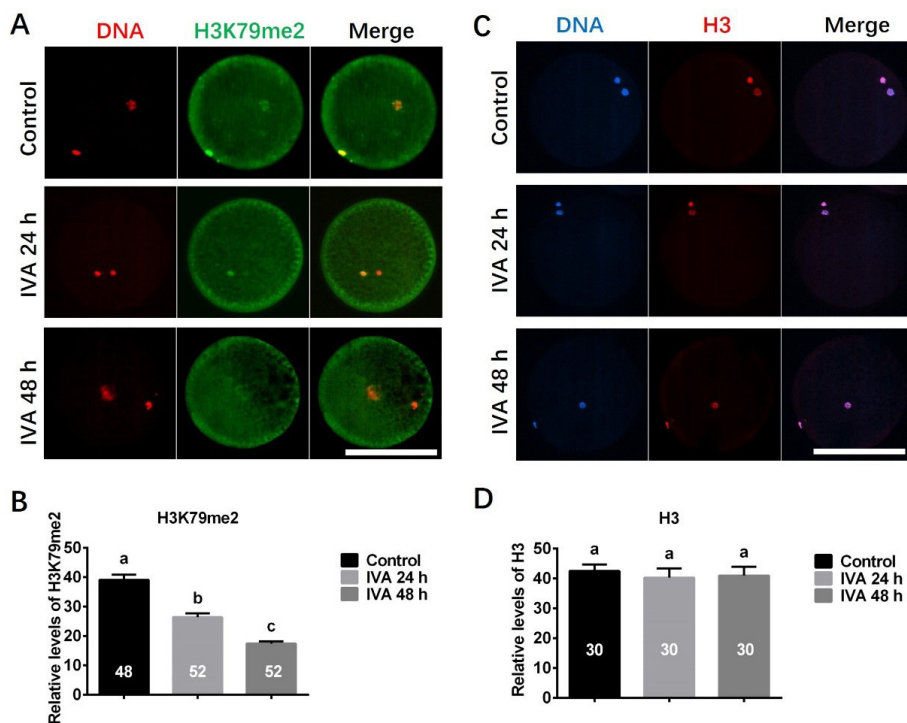 A
DNA H3K79me2 Merge
Control
IVA 24 h
IVA 48 h
C
DNA H3 Merge
Control
IVA 24 h
IVA 48 h
B
H3K79me2
Relative levels of H3K79me2
50
40
30
20
10
0
a
b
c
48
52
52
Control
IVA 24 h
IVA 48 h
D
H3
Relative levels of H3
50
40
30
20
10
0
a
a
a
30
30
30
Control
IVA 24 h
IVA 48 h